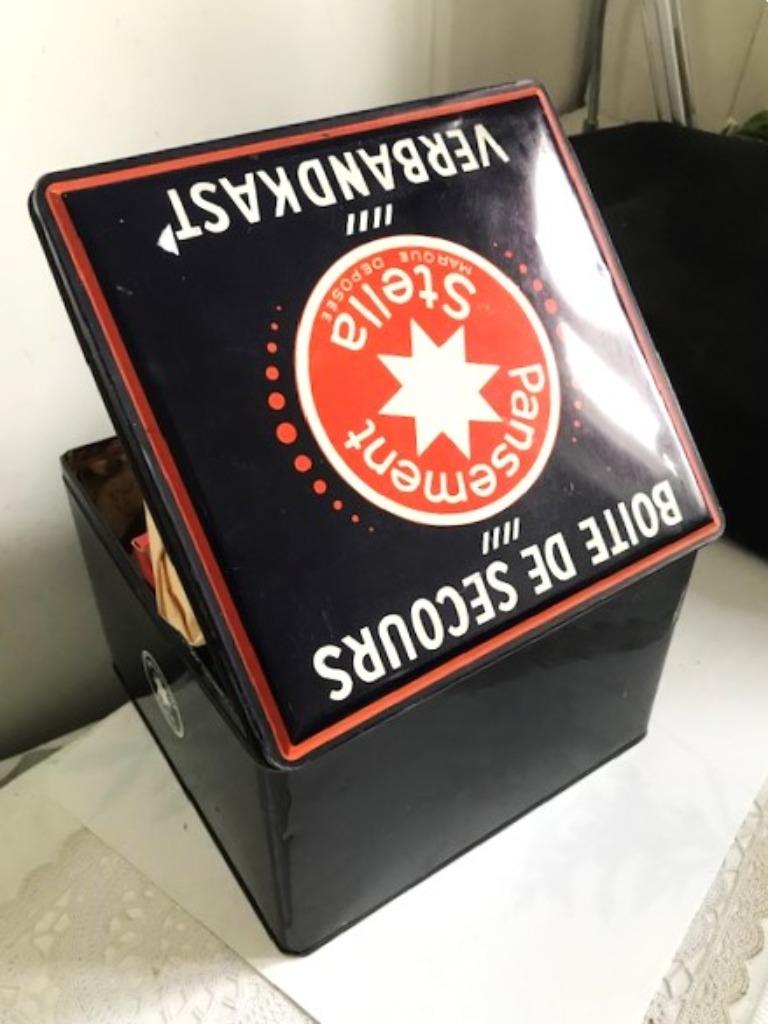 BOITE DE SECOURS
Pansement
Stella
MARQUE DEPOSEE
VERBANDKAST